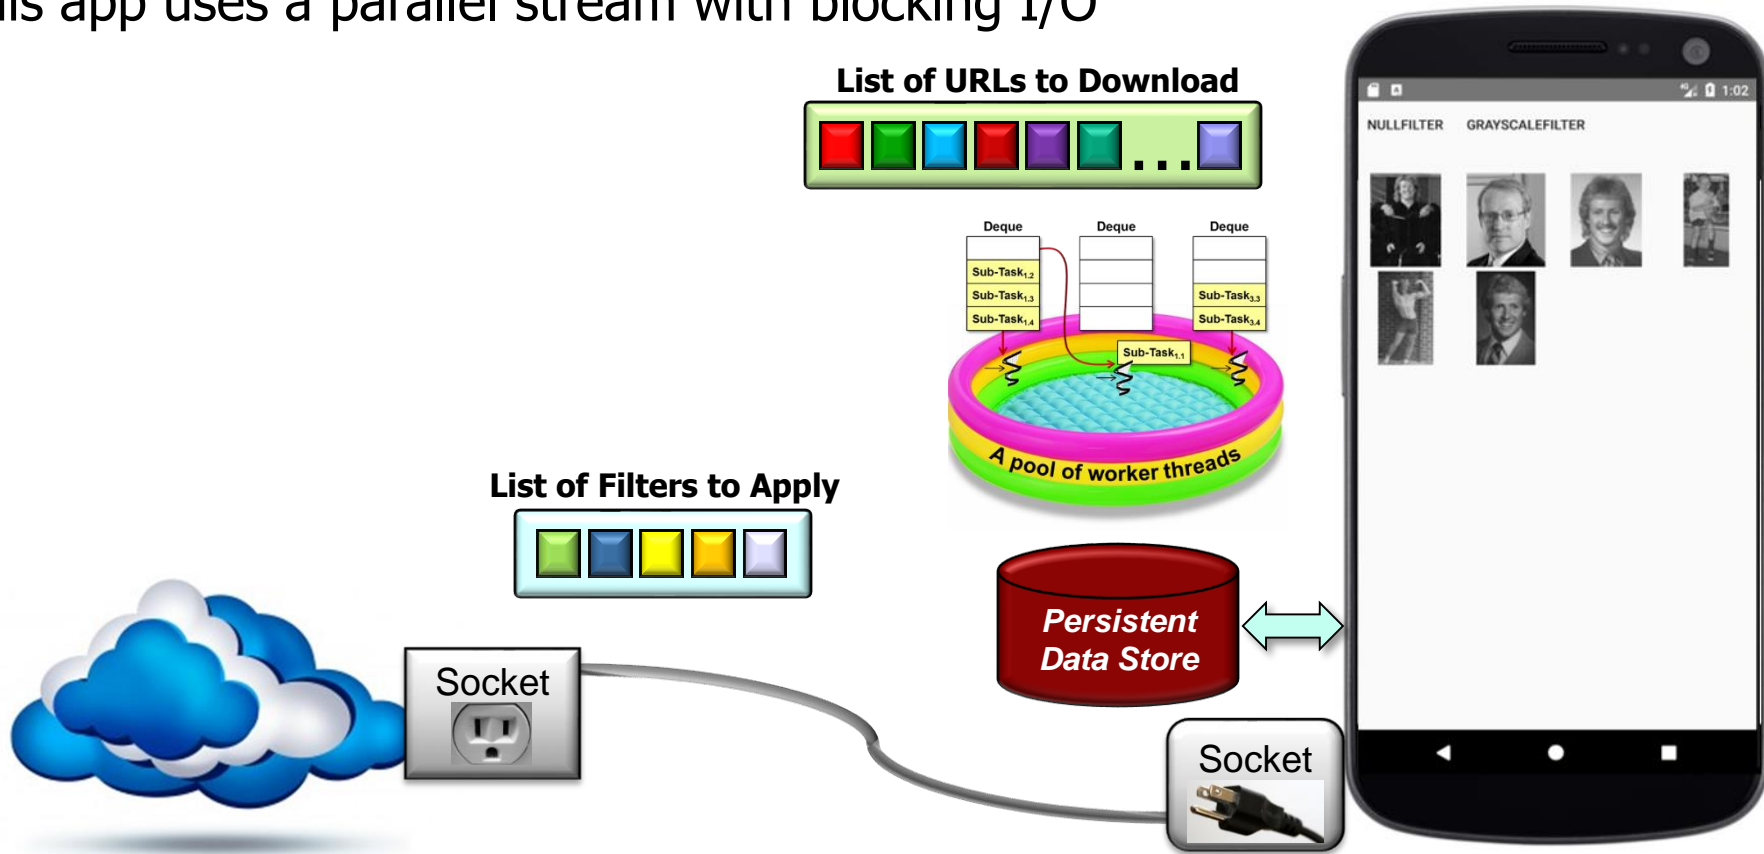 is app uses a parallel stream with blocking I/O
List of URLs to Download
...
Deque Deque Deque
Sub-Task1.2
Sub-Task1.3 Sub-Task3.3
Sub-Task1.4 Sub-Task3.4
Sub-Task1.1
A pool of worker threads
List of Filters to Apply
Persistent
Data Store
Socket
Socket
1:02
NULLFILTER GRAYSCALEFILTER